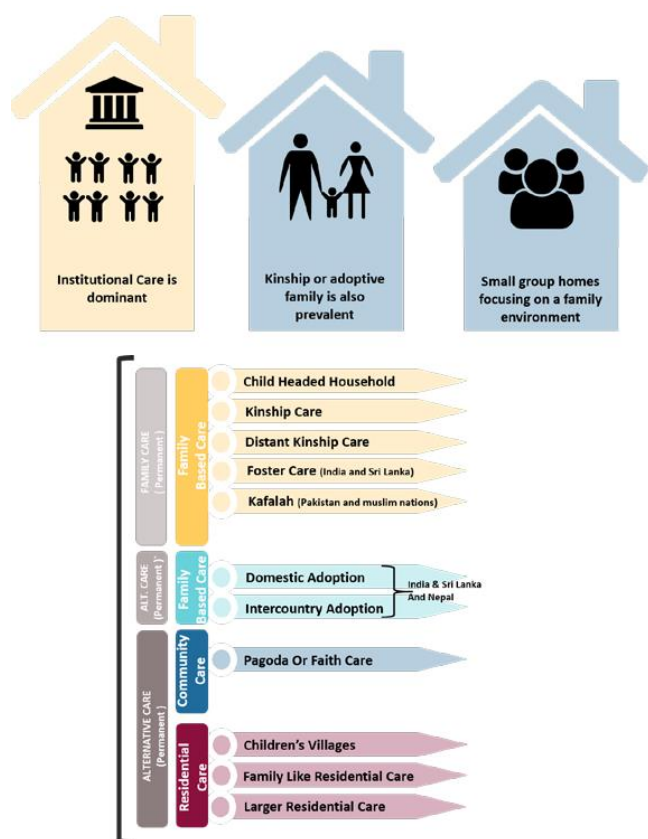 Institutional Care is
dominant
Kinship or adoptive
family is also
prevalent
Small group homes
focusing on a family
environment
FAMILY CARE
( Permanent )
Family
Based Care
Child Headed Household
Kinship Care
Distant Kinship Care
Foster Care (India and Sri Lanka)
Kafalah (Pakistan and muslim nations)
ALT. CARE
(Permanent )
Family
Based Care
Domestic Adoption
Intercountry Adoption
India & Sri Lanka
And Nepal
ALTERNATIVE CARE
(Permanent )
Community
Care
Pagoda Or Faith Care
Residential
Care
Children's Villages
Family Like Residential Care
Larger Residential Care